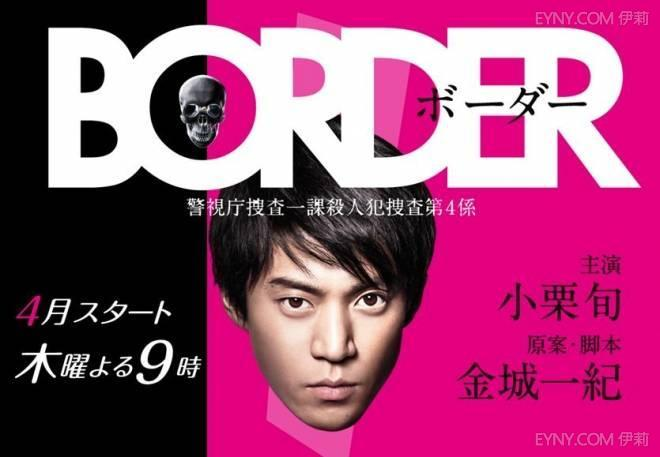 EYNY.COM 伊莉
BORDER
ボーダー
警視庁捜査一課殺人犯捜査第4係
4月スタート
木曜よる9時
主演
小栗旬
原案・脚本
金城一紀
EYNY.COM 伊莉